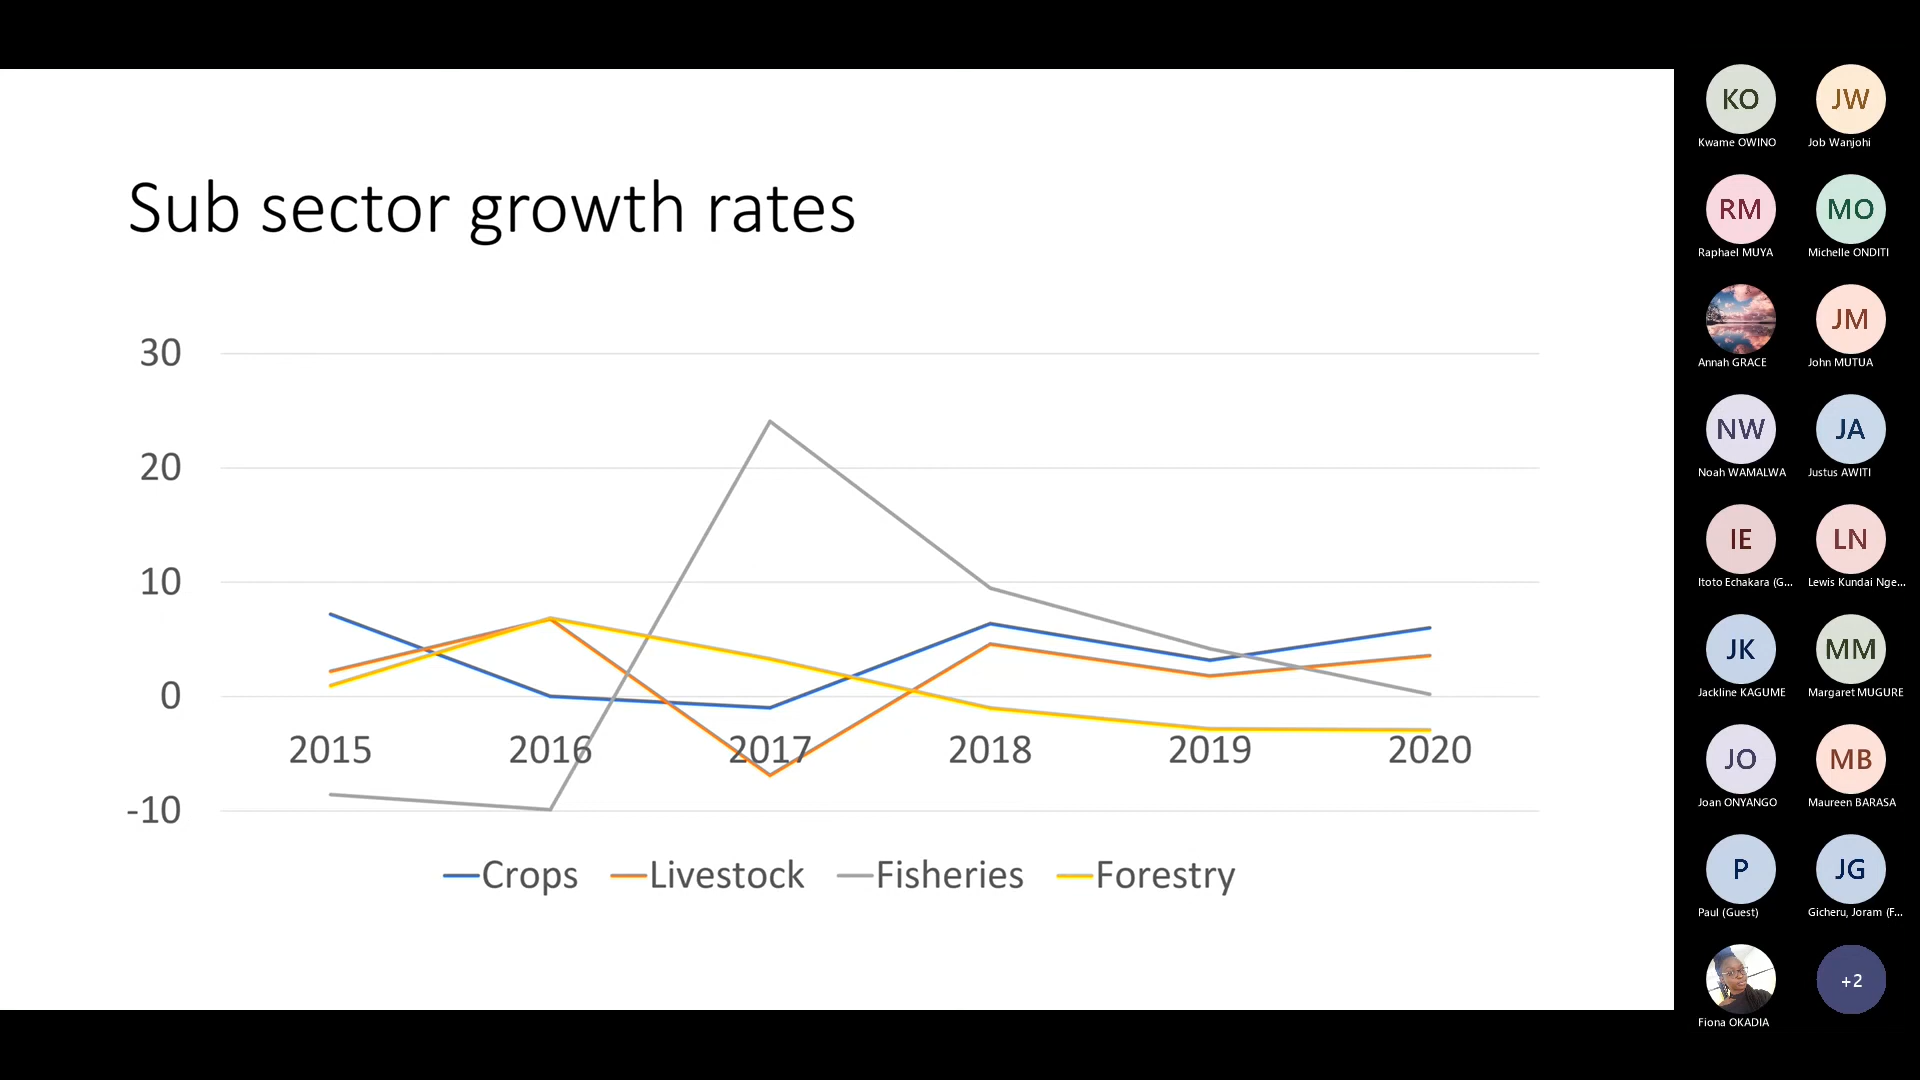 Sub sector growth rates
30
20
10
0
-10
2015 2016 2017 2018 2019 2020
Crops Livestock Fisheries Forestry
KO JW
Kwame OWINO Job Wanjohi
RM MO
Raphael MUYA Michelle ONDITI
JM
Annah GRACE John MUTUA
NW JA
Noah WAMALWA Justus AWITI
IE LN
Itoto Echakara (G... Lewis Kundai Nge...
JK MM
Jackline KAGUME Margaret MUGURE
JO MB
Joan ONYANGO Maureen BARASA
P JG
Paul (Guest) Gicheru, Joram (F...
+2
Fiona OKADIA